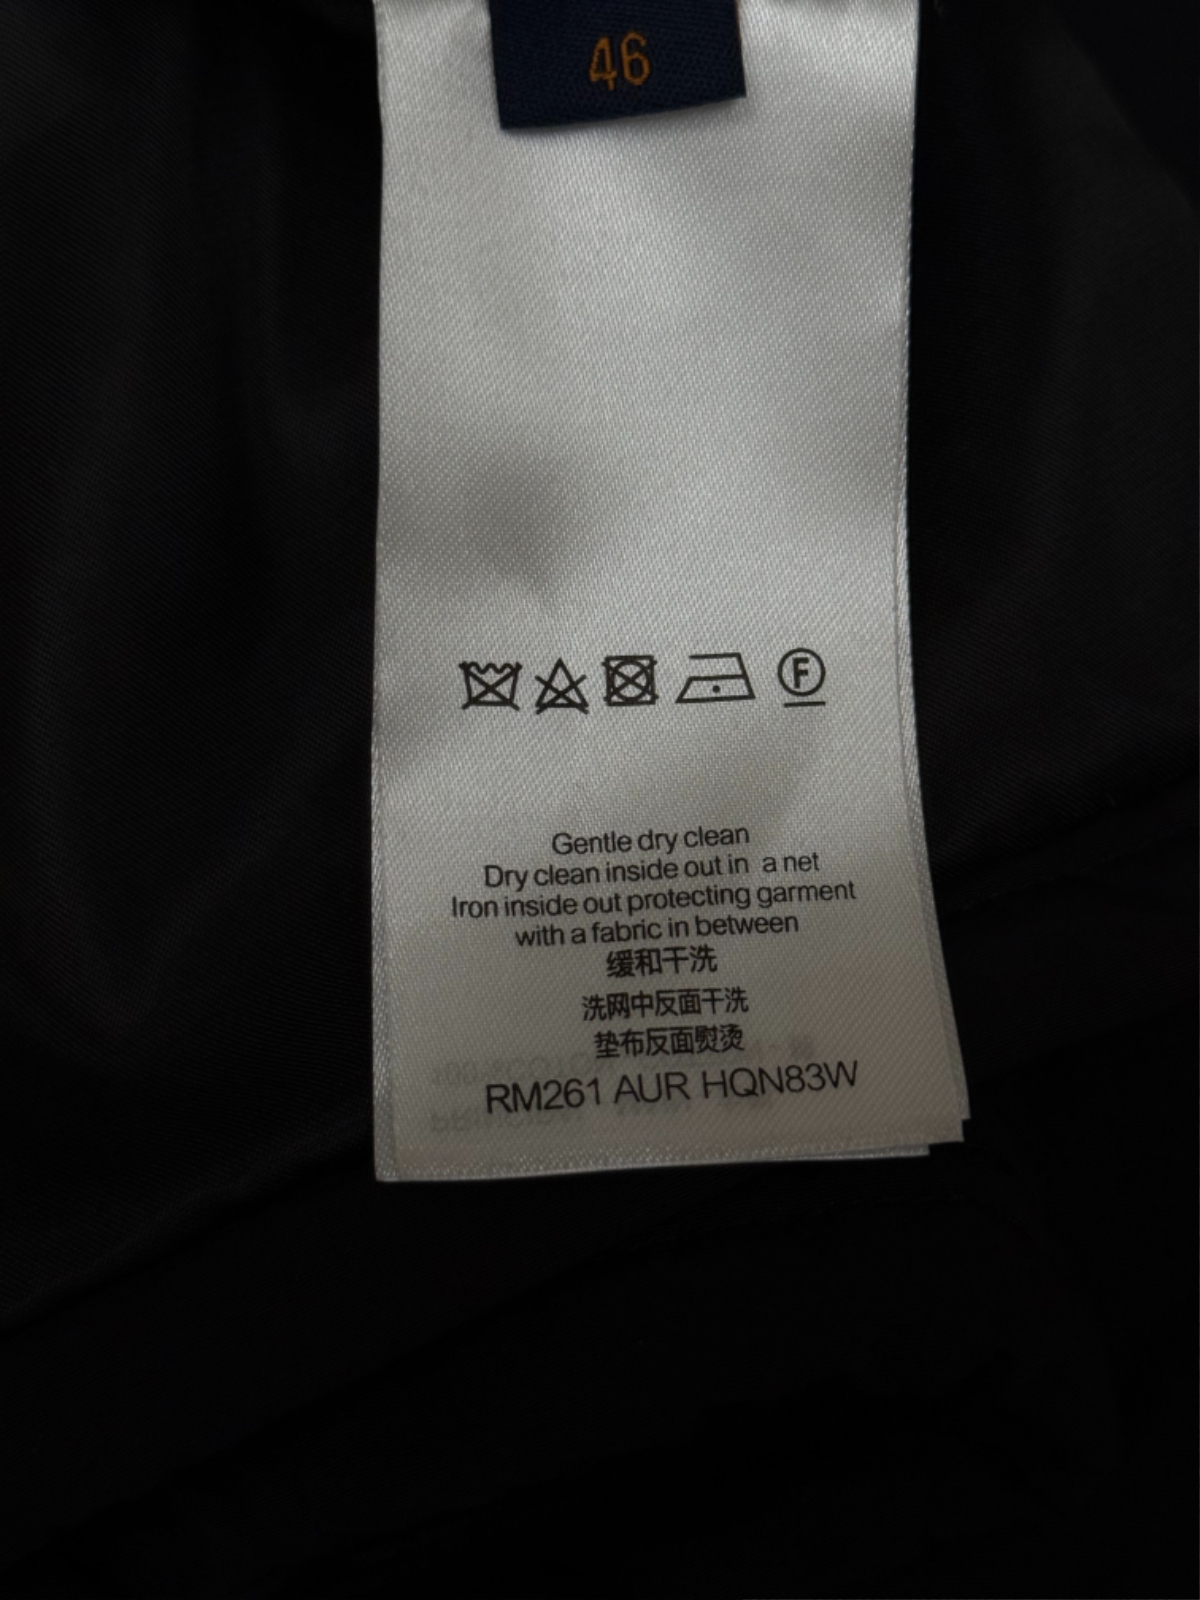 46
F
Gentle dry clean
Dry clean inside out in a net
Iron inside out protecting garment
with a fabric in between
缓和干洗
洗网中反面干洗
垫布反面熨烫
RM261 AUR HQN83W